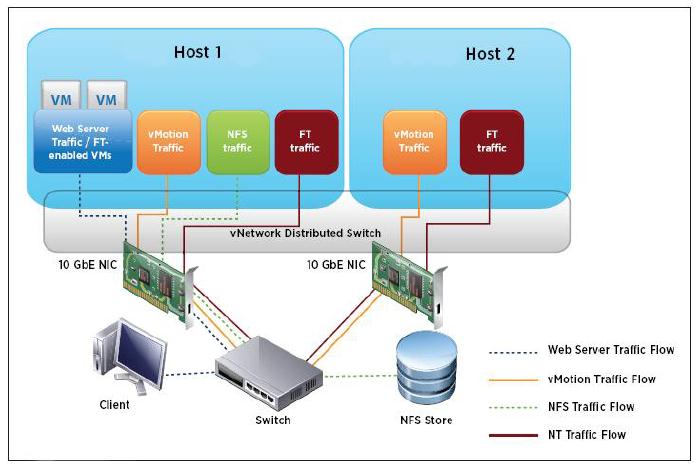 Host 1
Host 2
VM
VM
Web Server
Traffic / FT-
enabled VMs
vMotion
Traffic
NFS
traffic
FT
traffic
vMotion
Traffic
FT
traffic
vNetwork Distributed Switch
10 GbE NIC
10 GbE NIC
Client
Switch
NFS Store
Web Server Traffic Flow
vMotion Traffic Flow
NFS Traffic Flow
NT Traffic Flow